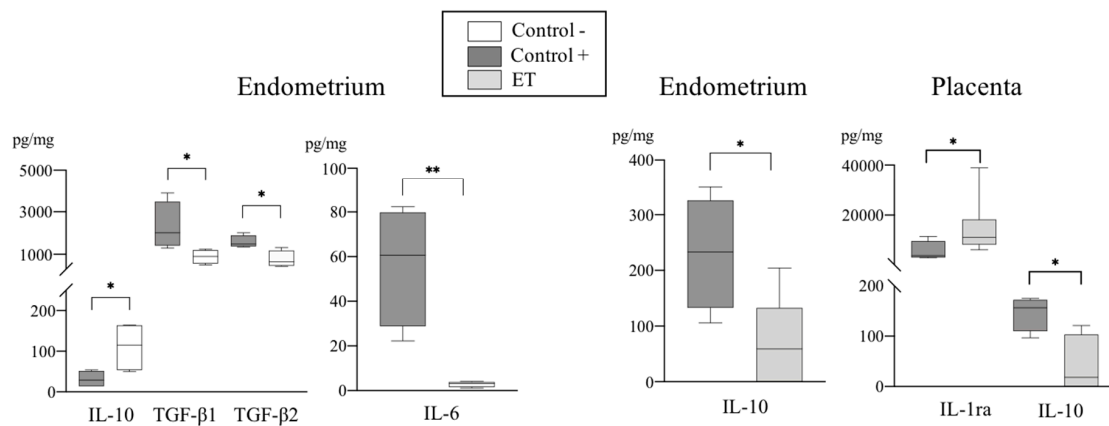 Control -
Control +
ET
Endometrium
Endometrium
Placenta
pg/mg
5000
3000
1000
200
100
0
*
*
*
IL-10 TGF-β1 TGF-β2
100
80
60
40
20
0
**
IL-6
pg/mg
400
300
200
100
0
*
IL-10
pg/mg
40000
20000
200
100
0
*
*
IL-1ra IL-10